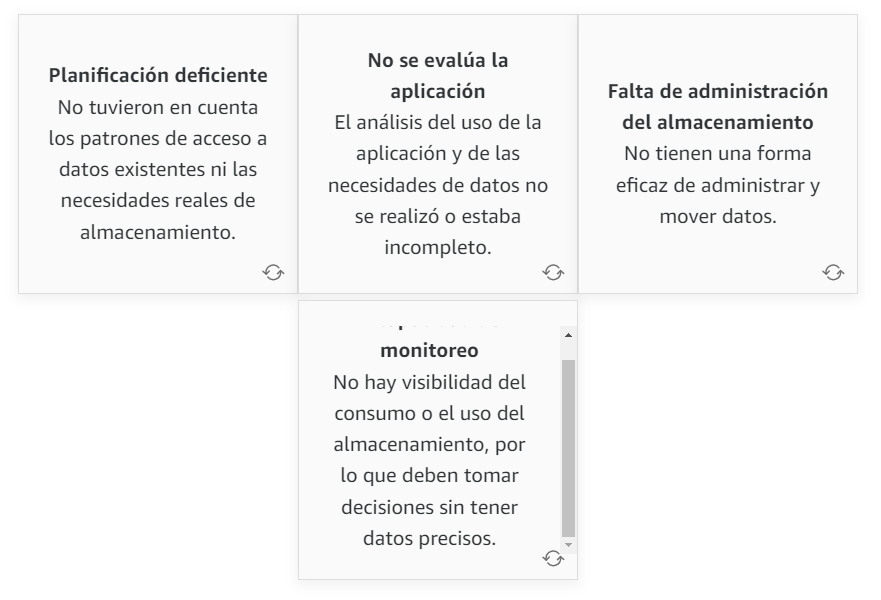 Planificación deficiente
No tuvieron en cuenta
los patrones de acceso a
datos existentes ni las
necesidades reales de
almacenamiento.
No se evalúa la
aplicación
El análisis del uso de la
aplicación y de las
necesidades de datos no
se realizó o estaba
incompleto.
Falta de administración
del almacenamiento
No tienen una forma
eficaz de administrar y
mover datos.
monitoreo
No hay visibilidad del
consumo o el uso del
almacenamiento, por
lo que deben tomar
decisiones sin tener
datos precisos.